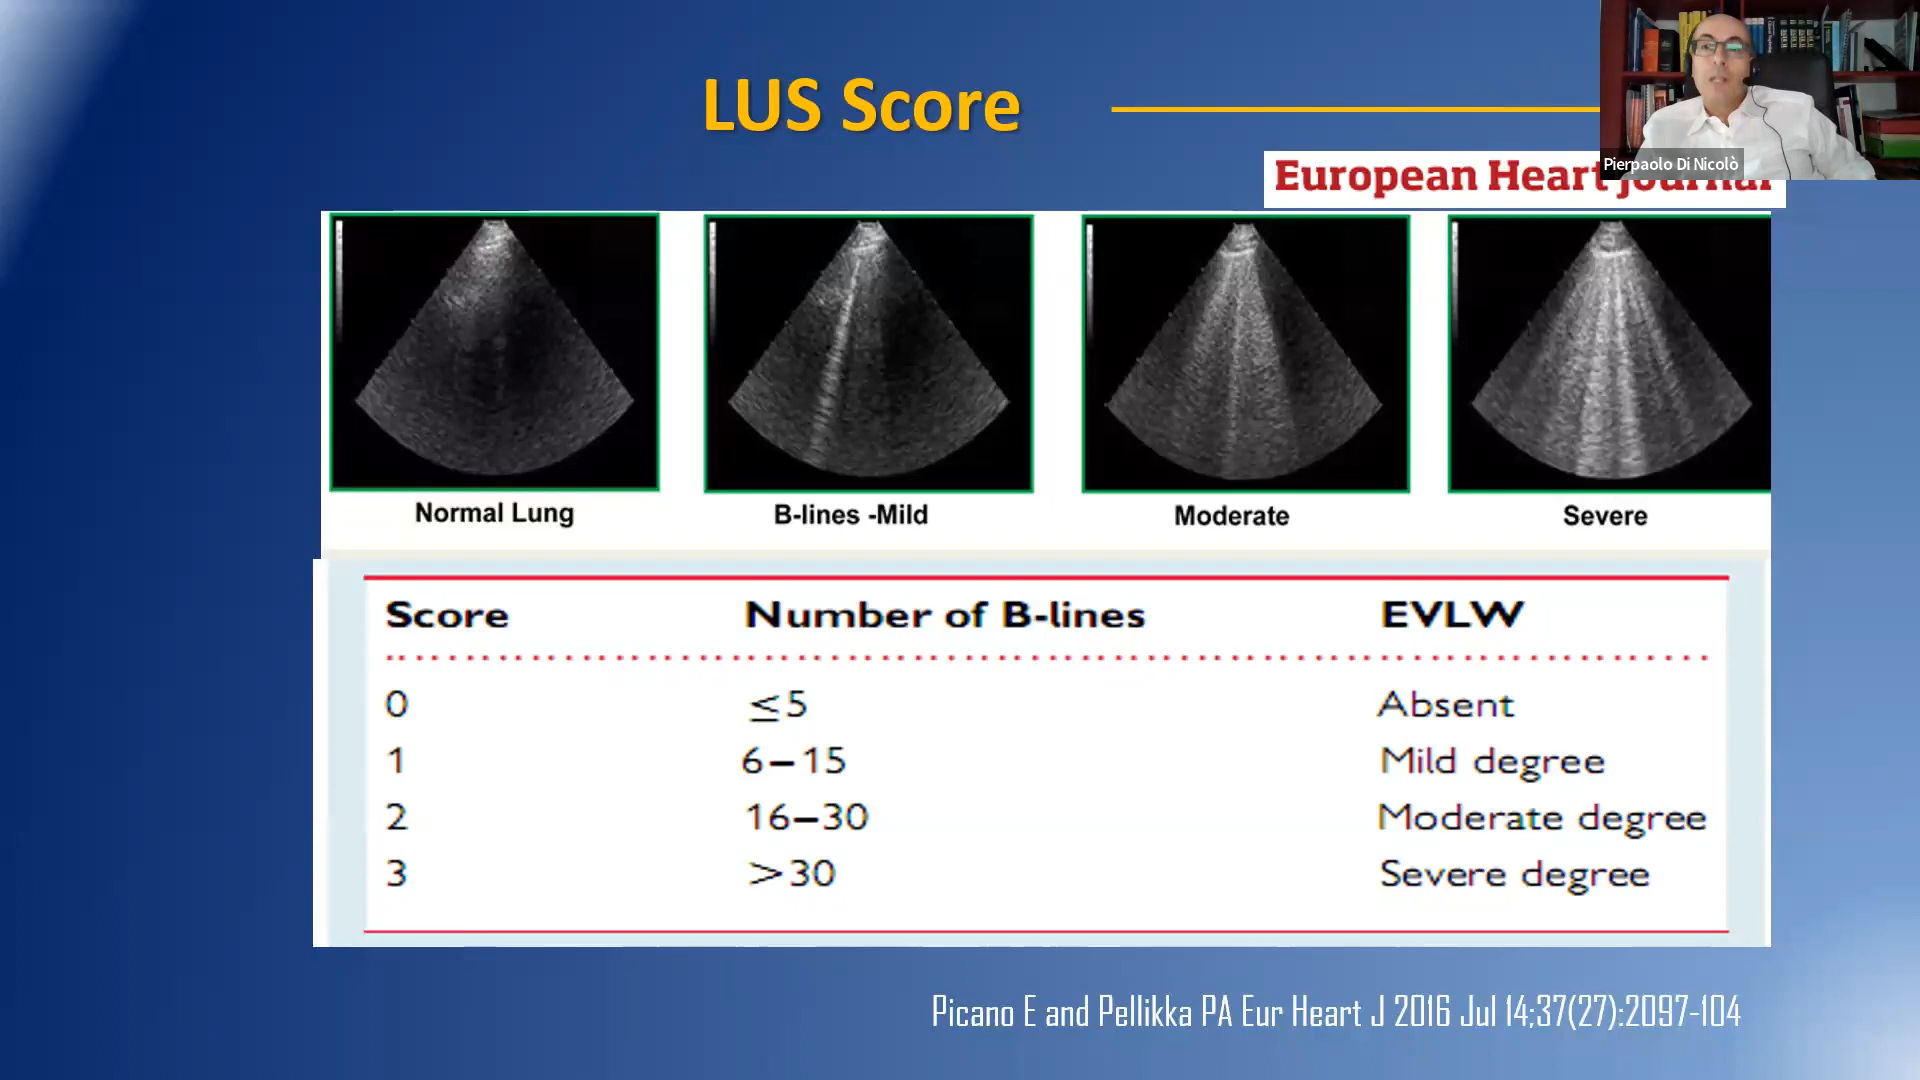 LUS Score
Pierpaolo Di Nicolò
European Heart Journal
Normal Lung
B-lines -Mild
Moderate
Severe
Score Number of B-lines EVLW
0 ≤5 Absent
1 6–15 Mild degree
2 16–30 Moderate degree
3 >30 Severe degree
Picano E and Pellikka PA Eur Heart J 2016 Jul 14;37(27):2097-104